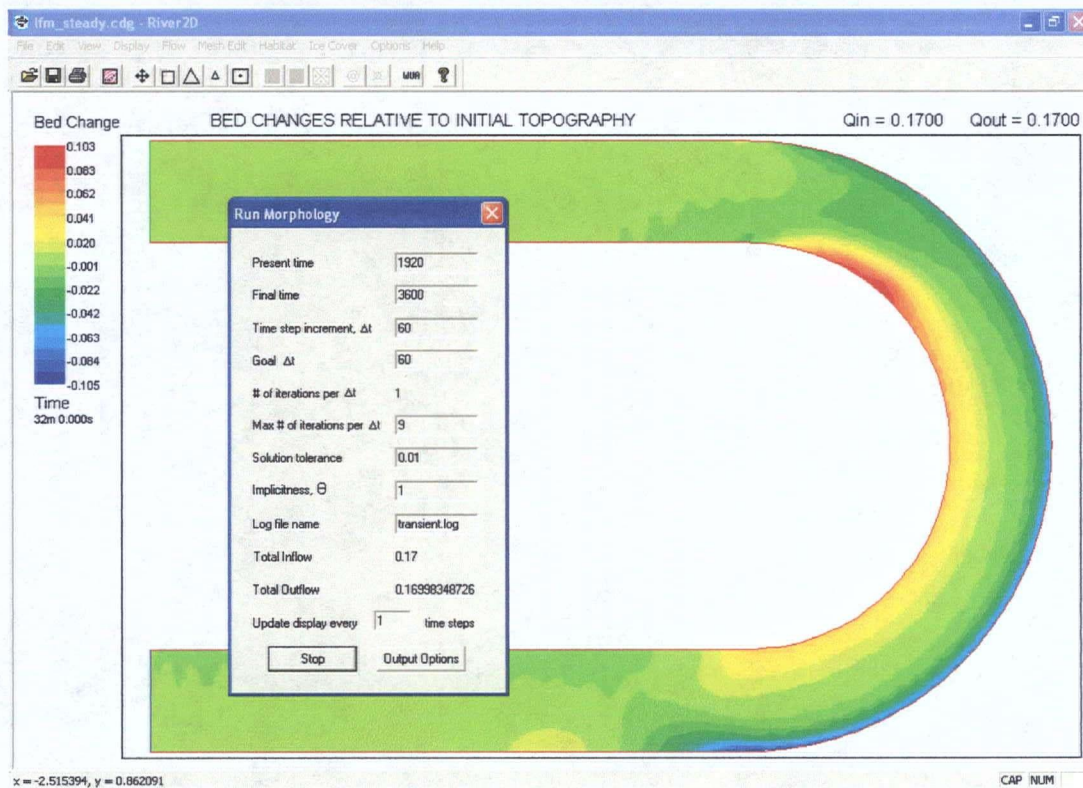 lfm_steady.cdg - River2D
File Edit View Display Flow Mesh Edit Habitat Ice Cover Options Help
WUA ?
Bed Change
BED CHANGES RELATIVE TO INITIAL TOPOGRAPHY
Qin = 0.1700 Qout = 0.1700
0.103
0.083
0.062
0.041
0.020
-0.001
-0.022
-0.042
-0.063
-0.084
-0.105
Time
32m 0.000s
Run Morphology
Present time 1920
Final time 3600
Time step increment, Δt 60
Goal Δt 60
# of iterations per Δt 1
Max # of iterations per Δt 9
Solution tolerance 0.01
Implicitness, Θ 1
Log file name transient.log
Total Inflow 0.17
Total Outflow 0.16998348726
Update display every 1 time steps
Stop Output Options
x = -2.515394, y = 0.862091
CAP NUM